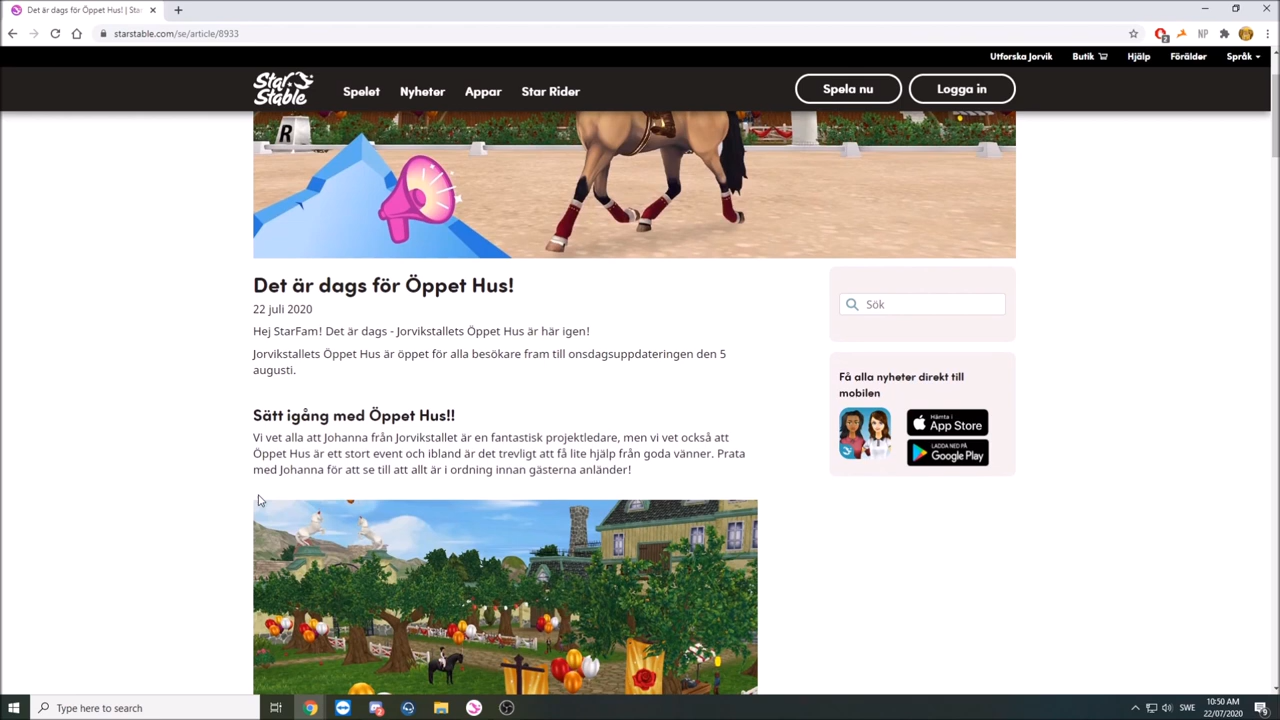 Det är dags för Öppet Hus! | Star
starstable.com/se/article/8933
2
NP
Utforska Jorvik Butik Hjälp Förälder Språk
Star Stable
Spelet Nyheter Appar Star Rider
Spela nu Logga in
R
Det är dags för Öppet Hus!
22 juli 2020
Hej StarFam! Det är dags - Jorvikstallets Öppet Hus är här igen!
Jorvikstallets Öppet Hus är öppet för alla besökare fram till onsdagsuppdateringen den 5
augusti.
Sätt igång med Öppet Hus!!
Vi vet alla att Johanna från Jorvikstallet är en fantastisk projektledare, men vi vet också att
Öppet Hus är ett stort event och ibland är det trevligt att få lite hjälp från goda vänner. Prata
med Johanna för att se till att allt är i ordning innan gästerna anländer!
Sök
Få alla nyheter direkt till
mobilen
Hämta i
App Store
LADDA NED PÅ
Google Play
Type here to search
SWE
10:50 AM
22/07/2020